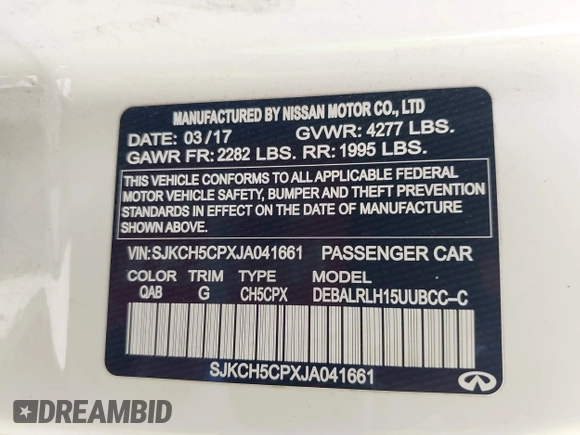 MANUFACTURED BY NISSAN MOTOR CO., LTD
DATE: 03/17 GVWR: 4277 LBS.
GAWR FR: 2282 LBS. RR: 1995 LBS.
THIS VEHICLE CONFORMS TO ALL APPLICABLE FEDERAL
MOTOR VEHICLE SAFETY, BUMPER AND THEFT PREVENTION
STANDARDS IN EFFECT ON THE DATE OF MANUFACTURE
SHOWN ABOVE.
VIN:SJKCH5CPXJA041661 PASSENGER CAR
COLOR TRIM TYPE MODEL
QAB G CH5CPX DEBALRLH15UUBCC-C
SJKCH5CPXJA041661
DREAMBID